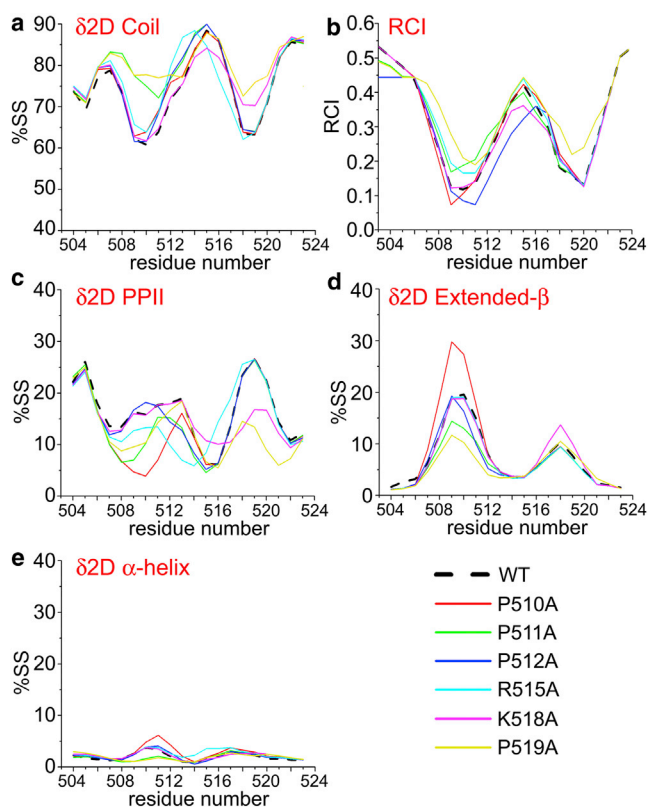 a δ2D Coil
%SS
90
80
70
60
50
40
504 508 512 516 520 524
residue number
b RCI
RCI
0.6
0.5
0.4
0.3
0.2
0.1
0.0
504 508 512 516 520 524
residue number
c δ2D PPII
%SS
40
30
20
10
0
504 508 512 516 520 524
residue number
d δ2D Extended-β
%SS
40
30
20
10
0
504 508 512 516 520 524
residue number
e δ2D α-helix
%SS
40
30
20
10
0
504 508 512 516 520 524
residue number
WT
P510A
P511A
P512A
R515A
K518A
P519A